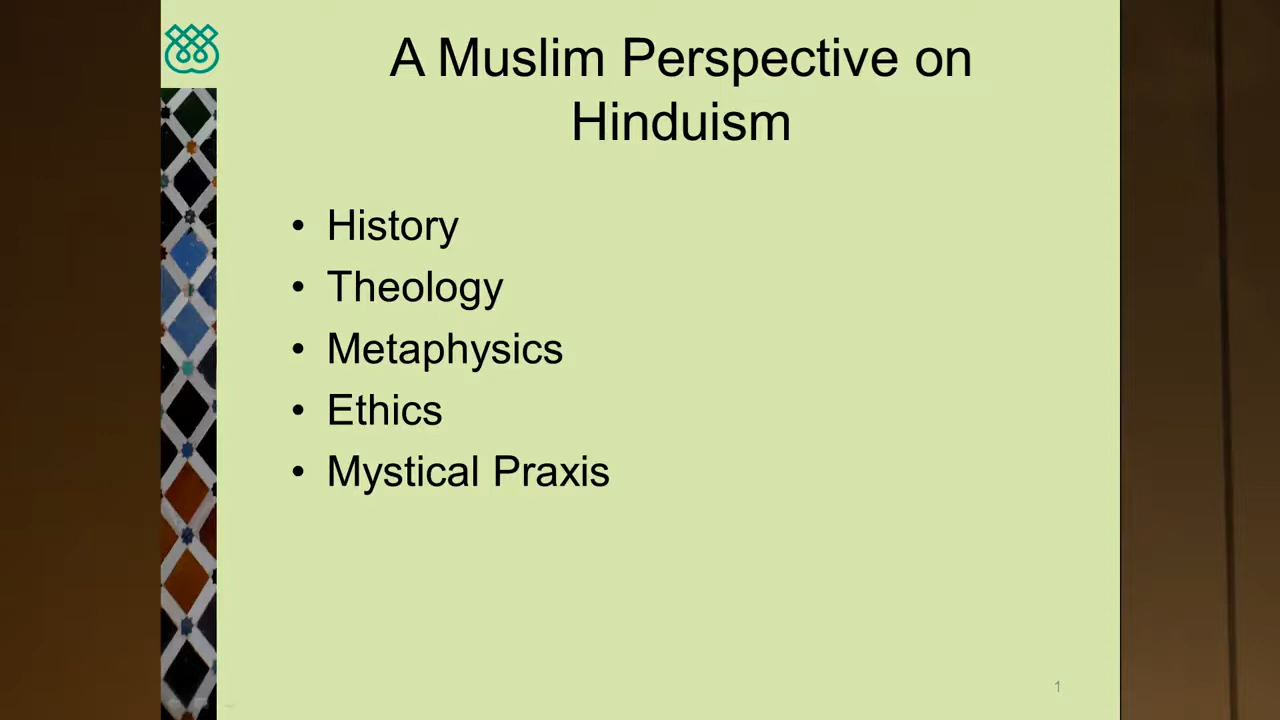 A Muslim Perspective on
Hinduism
• History
• Theology
• Metaphysics
• Ethics
• Mystical Praxis
1